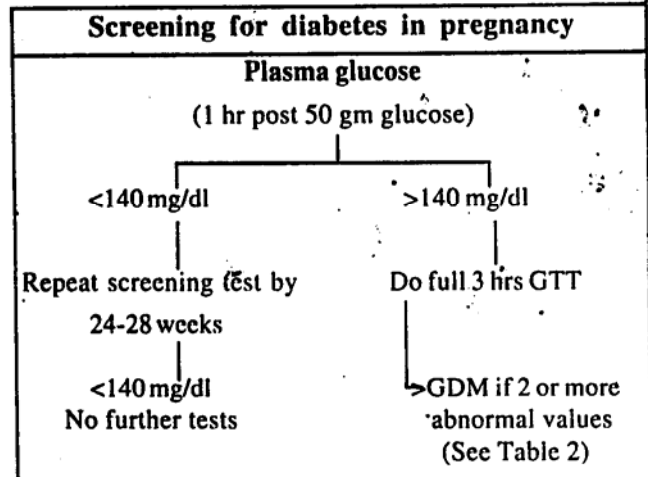 Screening for diabetes in pregnancy
Plasma glucose
(1 hr post 50 gm glucose)
<140 mg/dl
>140 mg/dl
Repeat screening test by
24-28 weeks
Do full 3 hrs GTT
<140 mg/dl
No further tests
GDM if 2 or more
abnormal values
(See Table 2)